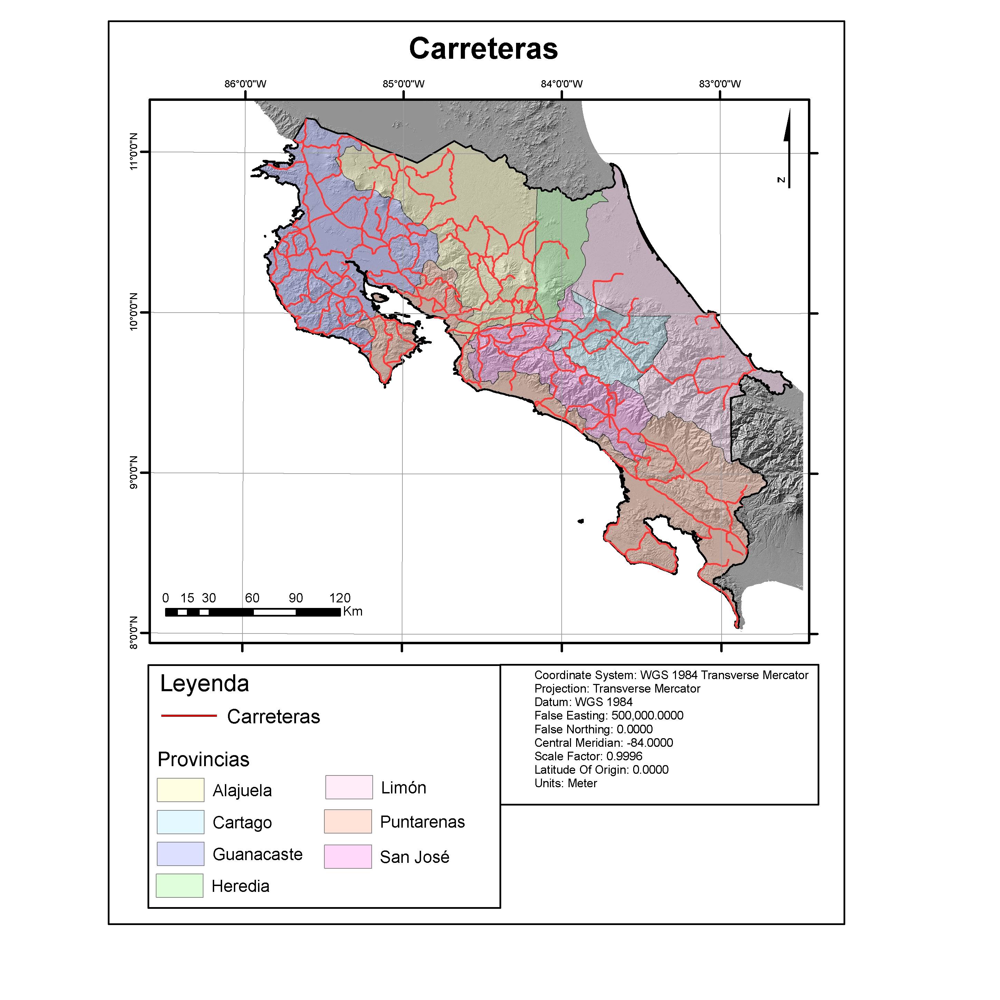 Carreteras
86°0'0"W 85°0'0"W 84°0'0"W 83°0'0"W
11°0'0"N
10°0'0"N
9°0'0"N
8°0'0"N
N
0 15 30 60 90 120
Km
Leyenda
Carreteras
Provincias
Alajuela
Cartago
Guanacaste
Heredia
Limón
Puntarenas
San José
Coordinate System: WGS 1984 Transverse Mercator
Projection: Transverse Mercator
Datum: WGS 1984
False Easting: 500,000.0000
False Northing: 0.0000
Central Meridian: -84.0000
Scale Factor: 0.9996
Latitude Of Origin: 0.0000
Units: Meter